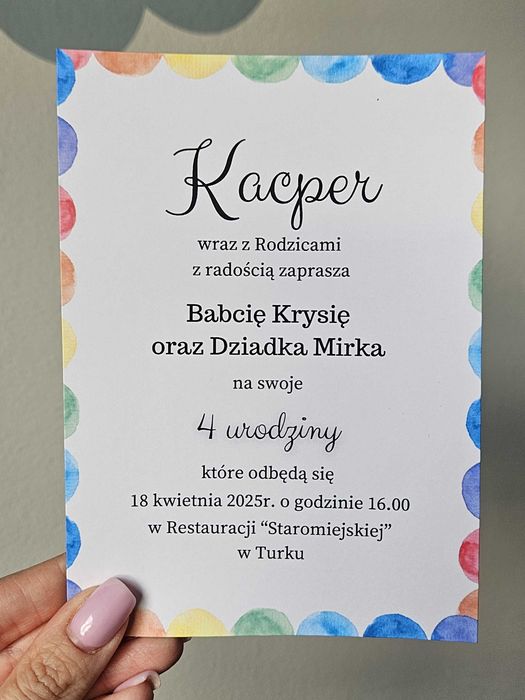 Kacper
wraz z Rodzicami
z radością zaprasza
Babcię Krysię
oraz Dziadka Mirka
na swoje
4 urodziny
które odbędą się
18 kwietnia 2025r. o godzinie 16.00
w Restauracji “Staromiejskiej”
w Turku